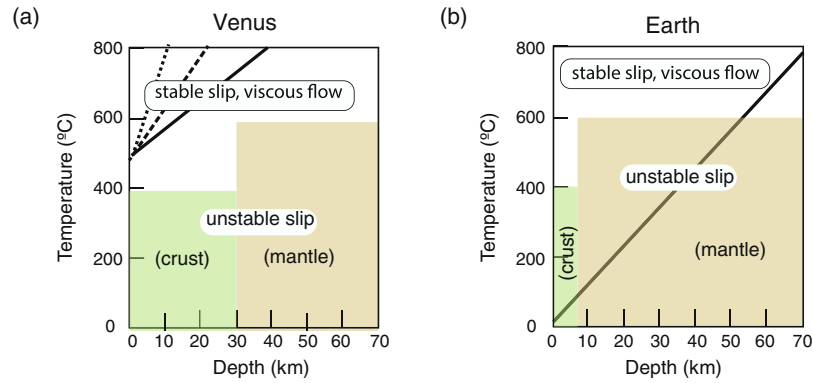 (a)
Venus
800
600
400
200
0
Temperature (ºC)
stable slip, viscous flow
unstable slip
(crust)
(mantle)
0 10 20 30 40 50 60 70
Depth (km)
(b)
Earth
800
600
400
200
0
Temperature (ºC)
stable slip, viscous flow
unstable slip
(crust)
(mantle)
0 10 20 30 40 50 60 70
Depth (km)